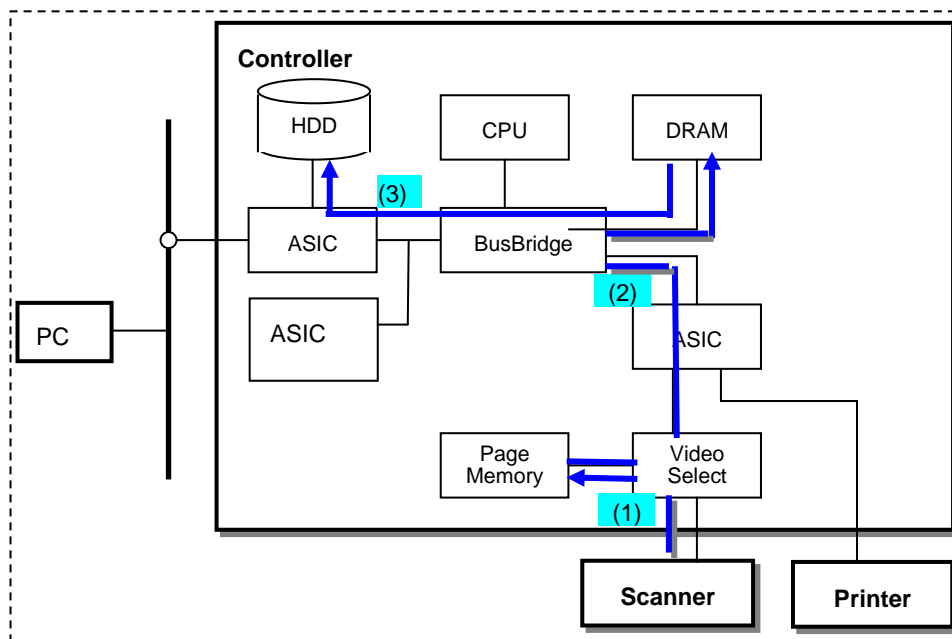 Controller
HDD
CPU
DRAM
(3)
ASIC
BusBridge
(2)
PC
ASIC
ASIC
Page
Memory
Video
Select
(1)
Scanner
Printer